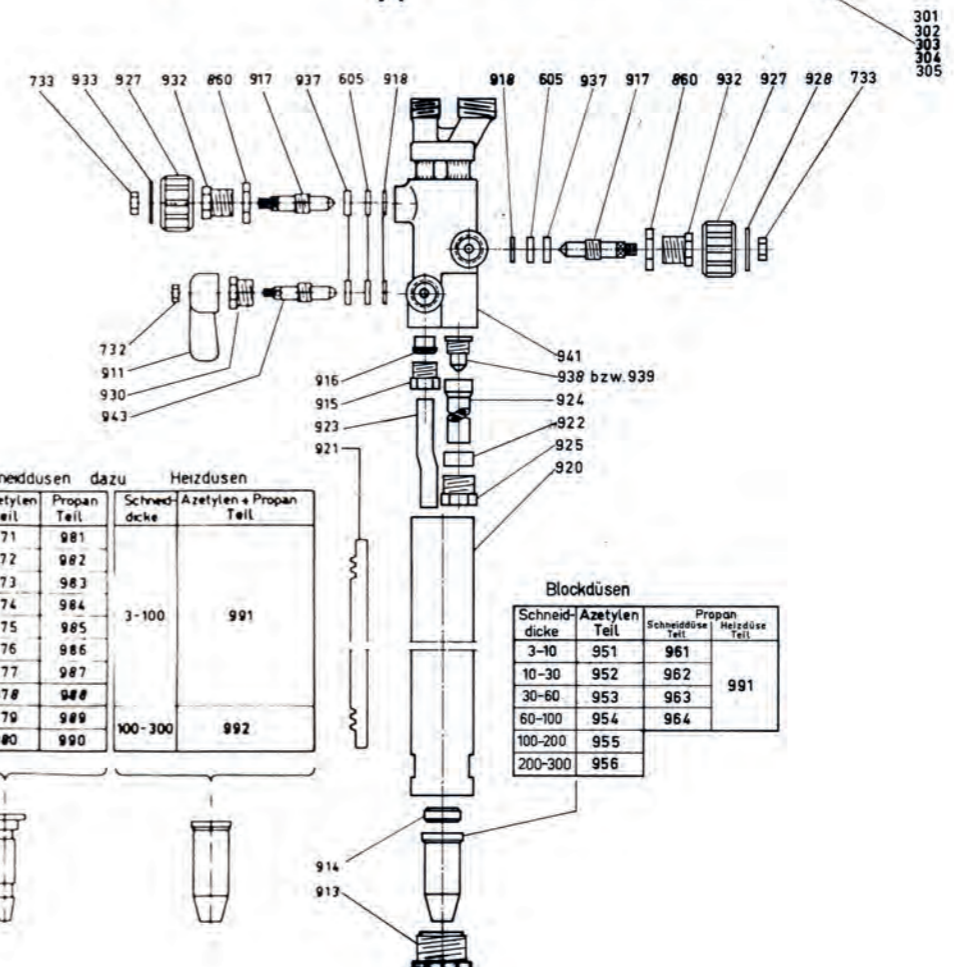 301
302
303
304
305
733 933 927 932 860 917 937 605 918
918 605 937 917 860 932 927 928 733
732
911
930
943
916
915
923
921
941
938 bzw. 939
924
922
925
920
dazu Heizdüsen
Propan
Teil
981
982
983
984
985
986
987
988
989
990
Schneid-
dicke
Azetylen + Propan
Teil
3-100 991
100-300 992
Blockdüsen
Schneid-
dicke
Azetylen
Teil
Propan
Schneiddüse
Teil
Heizdüse
Teil
3-10 951 961
10-30 952 962
991
30-60 953 963
60-100 954 964
100-200 955
200-300 956
914
913